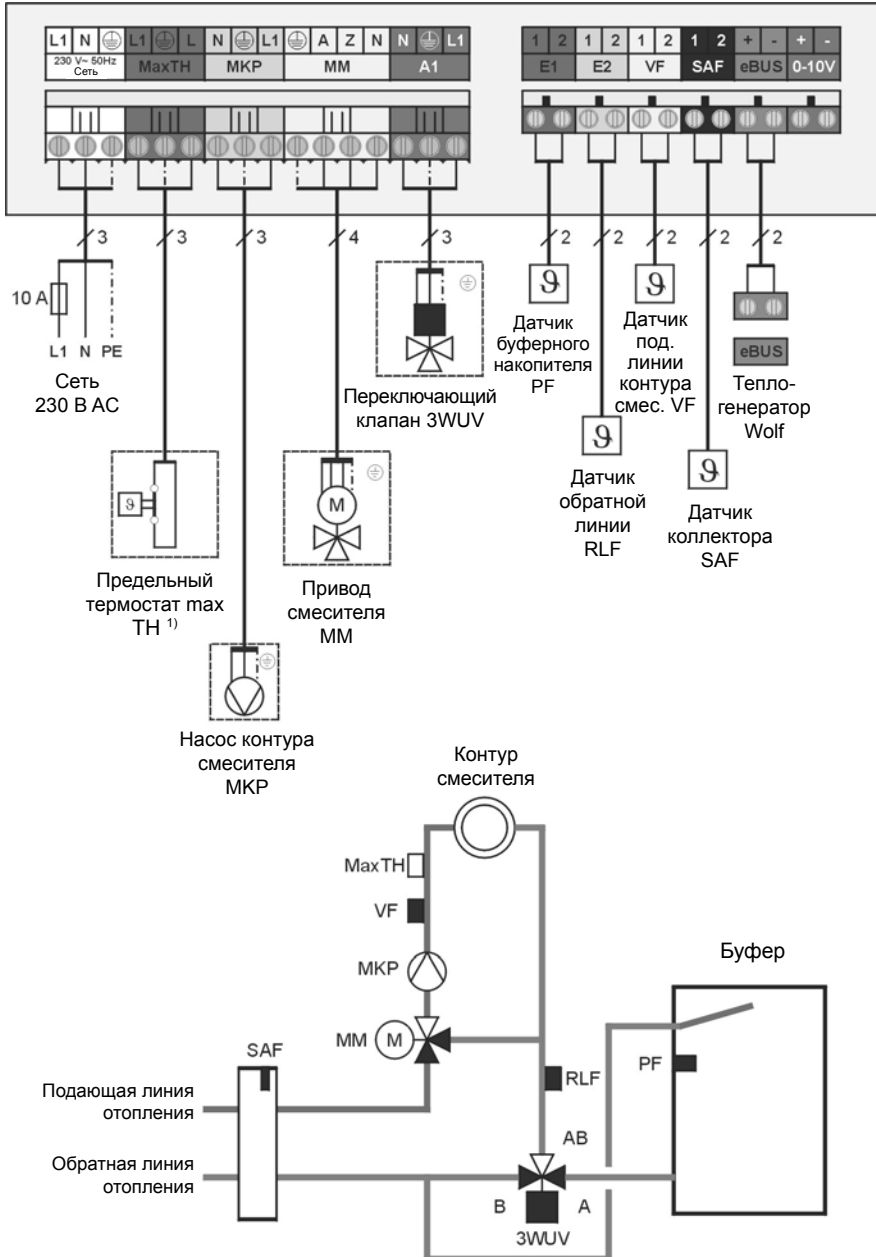 L1 N L1 L N L1 A Z N N L1
230 V~ 50Hz
Сеть
MaxTH MKP MM A1
1 2 1 2 1 2 1 2 + - + -
E1 E2 VF SAF eBUS 0-10V
3 3 3 4 3 2 2 2 2 2
10 A
L1 N PE
Сеть
230 В AC
Предельный
термостат max
TH 1)
Насос контура
смесителя
MKP
M
Привод
смесителя
MM
Переключающий
клапан 3WUV
ϑ
Датчик
буферного
накопителя
PF
ϑ
Датчик
обратной
линии
RLF
ϑ
Датчик
под.
линии
контура
смес. VF
ϑ
Датчик
коллектора
SAF
eBUS
Тепло-
генератор
Wolf
ϑ
Контур
смесителя
MaxTH
VF
MKP
MM M
SAF
Подающая линия
отопления
Обратная линия
отопления
RLF
AB
B A
3WUV
Буфер
PF